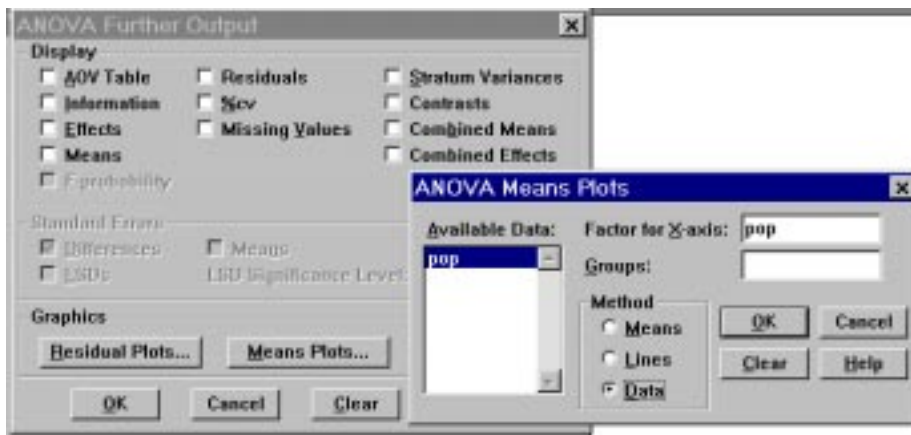 ANOVA Further Output
Display
AOV Table
Residuals
Stratum Variances
Information
%cv
Contrasts
Effects
Missing Values
Combined Means
Means
Combined Effects
F-probability
Standard Errors
Differences
Means
LSDs
LSD Significance Level:
Graphics
Residual Plots...
Means Plots...
OK
Cancel
Clear
ANOVA Means Plots
Available Data:
pop
Factor for X-axis:
pop
Groups:
Method
Means
Lines
Data
OK
Cancel
Clear
Help